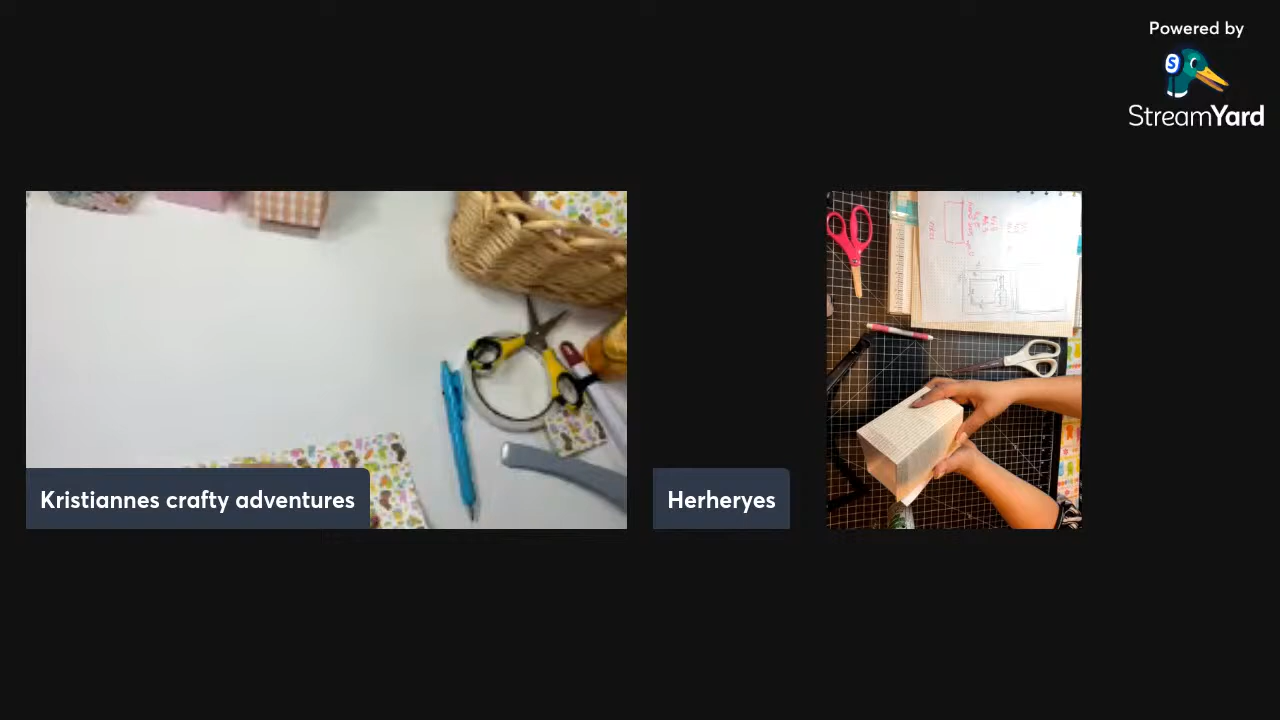 Powered by
S
StreamYard
Kristiannes crafty adventures
Herheryes